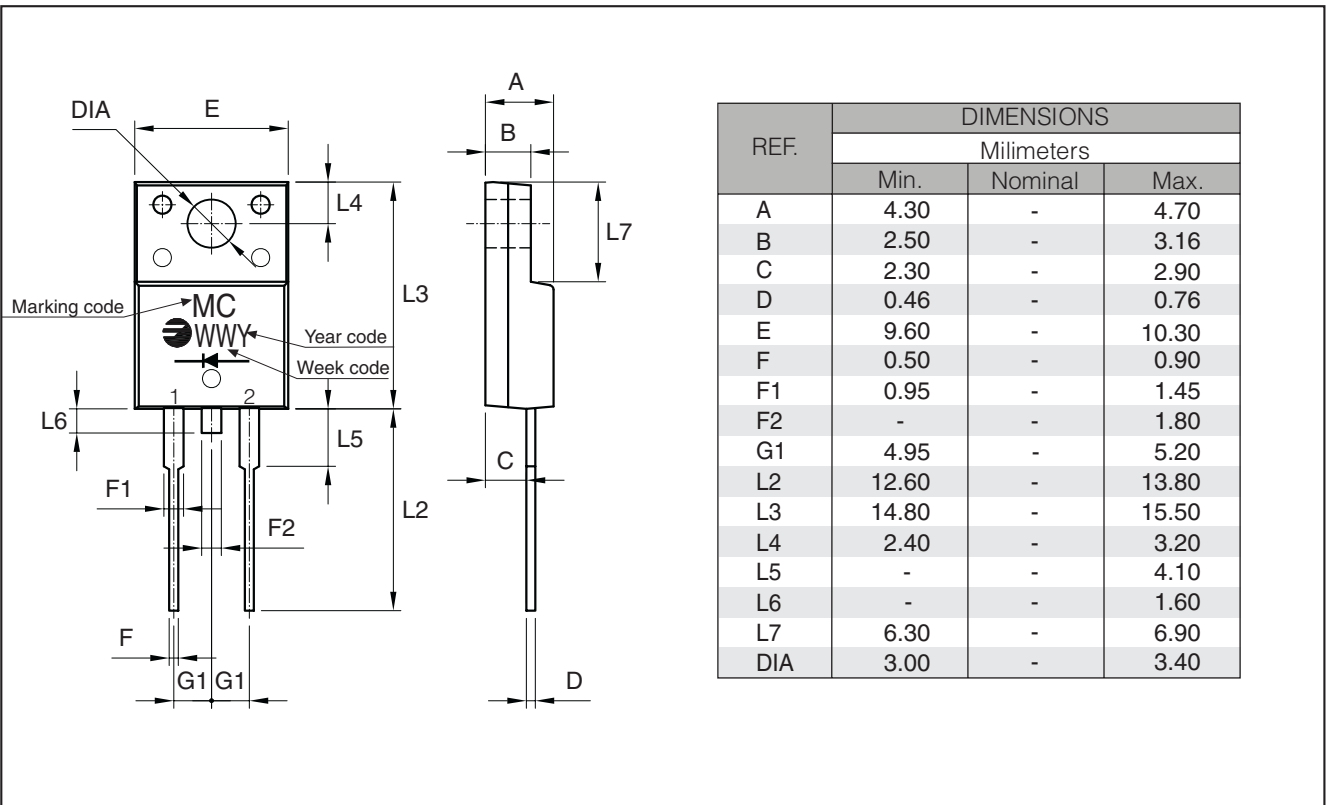 DIA
E
L4
L3
Marking code
MC
WWY
Year code
Week code
1 2
L6
L5
F1
F2
L2
F
G1 G1
A
B
L7
C
D
REF. DIMENSIONS
Milimeters
Min. Nominal Max.
A 4.30 - 4.70
B 2.50 - 3.16
C 2.30 - 2.90
D 0.46 - 0.76
E 9.60 - 10.30
F 0.50 - 0.90
F1 0.95 - 1.45
F2 - - 1.80
G1 4.95 - 5.20
L2 12.60 - 13.80
L3 14.80 - 15.50
L4 2.40 - 3.20
L5 - - 4.10
L6 - - 1.60
L7 6.30 - 6.90
DIA 3.00 - 3.40